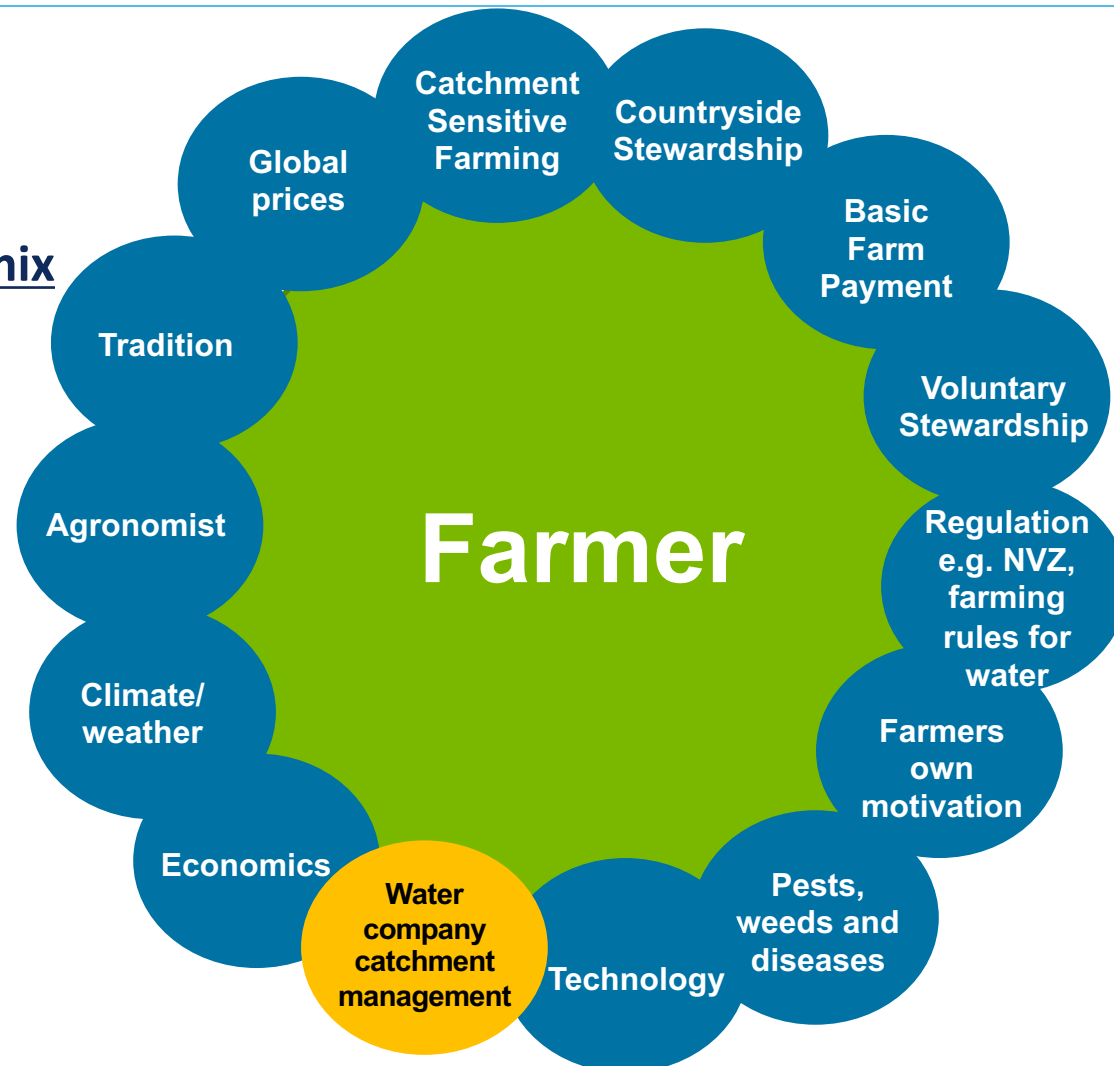 Catchment
Sensitive
Farming
Countryside
Stewardship
Global
prices
Basic
Farm
Payment
nix
Tradition
Voluntary
Stewardship
Agronomist
Farmer
Regulation
e.g. NVZ,
farming
rules for
water
Climate/
weather
Farmers
own
motivation
Economics
Water
company
catchment
management
Technology
Pests,
weeds and
diseases